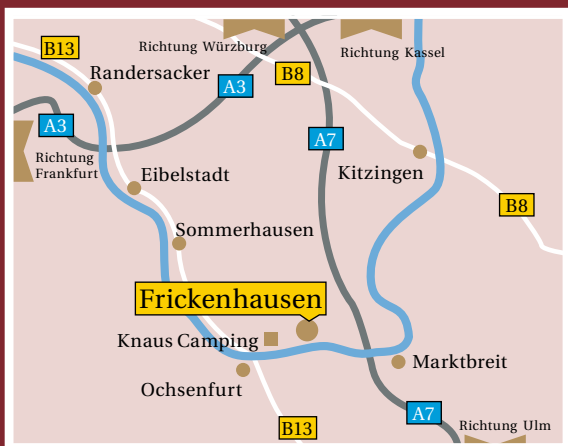 Richtung Würzburg
Richtung Kassel
B13
Randersacker
B8
A3
A3
A7
Richtung
Frankfurt
Kitzingen
Eibelstadt
B8
Sommerhausen
Frickenhausen
Knaus Camping
Marktbreit
Ochsenfurt
A7
B13
Richtung Ulm